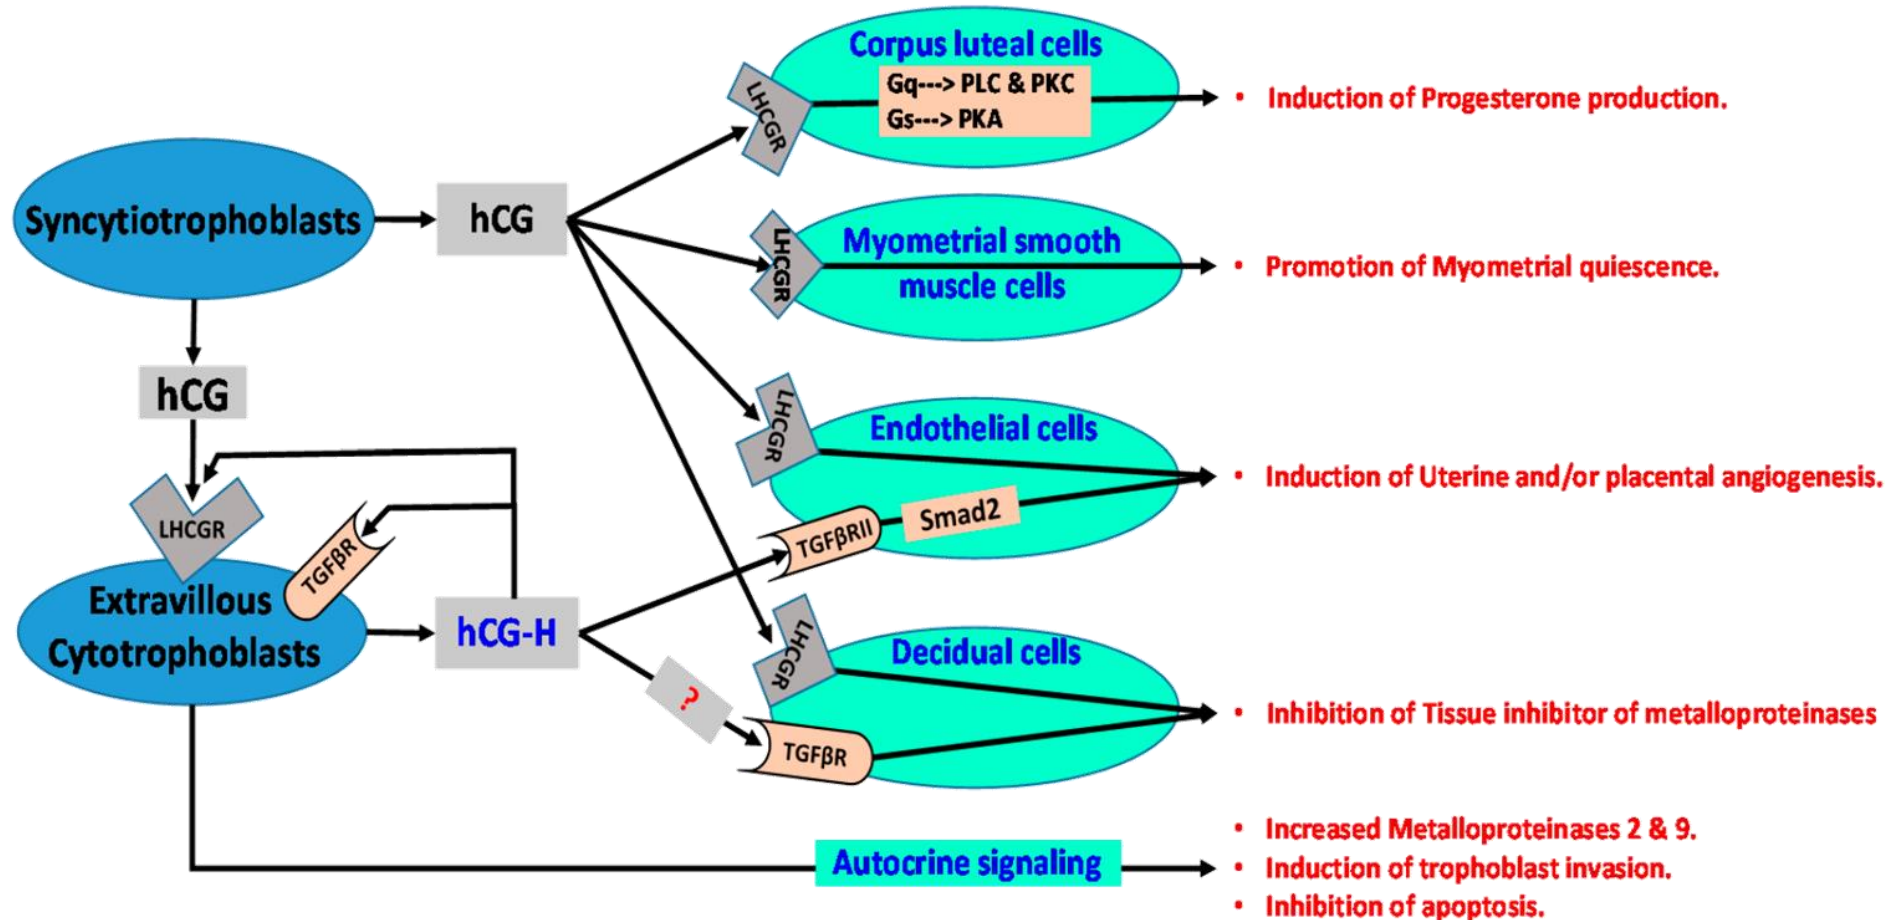 Corpus luteal cells
Gq---> PLC & PKC
Gs---> PKA
LHCGR
• Induction of Progesterone production.
Syncytiotrophoblasts
hCG
LHCGR
Myometrial smooth
muscle cells
• Promotion of Myometrial quiescence.
hCG
LHCGR
Endothelial cells
• Induction of Uterine and/or placental angiogenesis.
TGFβRII
Smad2
LHCGR
TGFβR
Extravillous
Cytotrophoblasts
hCG-H
LHCGR
Decidual cells
?
TGFβR
• Inhibition of Tissue inhibitor of metalloproteinases
Autocrine signaling
• Increased Metalloproteinases 2 & 9.
• Induction of trophoblast invasion.
• Inhibition of apoptosis.